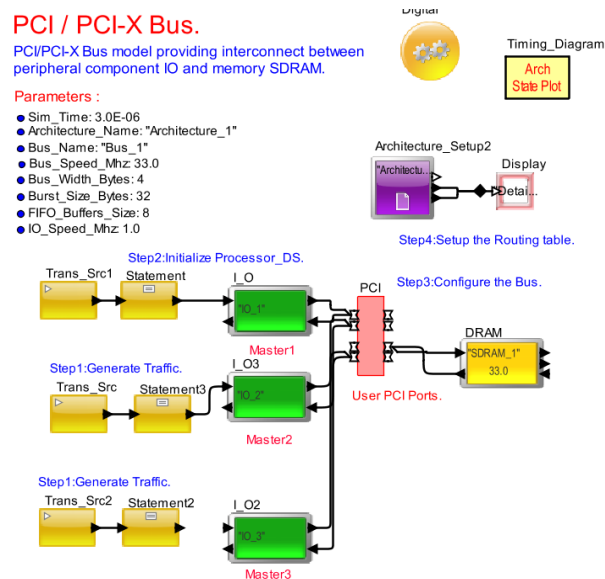 PCI / PCI-X Bus.
Digital
PCI/PCI-X Bus model providing interconnect between
peripheral component IO and memory SDRAM.
Timing_Diagram
Arch
State Plot
Parameters :
Sim_Time: 3.0E-06
Architecture_Name: "Architecture_1"
Bus_Name: "Bus_1"
Bus_Speed_Mhz: 33.0
Bus_Width_Bytes: 4
Burst_Size_Bytes: 32
FIFO_Buffers_Size: 8
IO_Speed_Mhz: 1.0
Architecture_Setup2
"Architectu...
Display
Detai...
Step4:Setup the Routing table.
Step2:Initialize Processor_DS.
Trans_Src1
Statement
I_O
"IO_1"
Master1
PCI
Step3:Configure the Bus.
DRAM
"SDRAM_1"
33.0
User PCI Ports.
Step1:Generate Traffic.
Trans_Src
Statement3
I_O3
"IO_2"
Master2
Step1:Generate Traffic.
Trans_Src2
Statement2
I_O2
"IO_3"
Master3